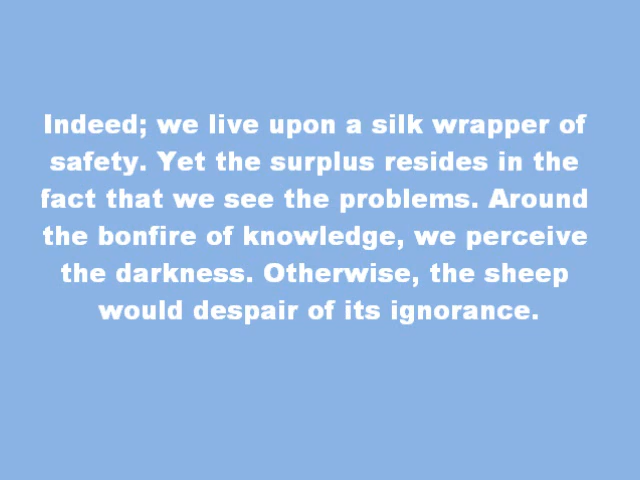 Indeed; we live upon a silk wrapper of
safety. Yet the surplus resides in the
fact that we see the problems. Around
the bonfire of knowledge, we perceive
the darkness. Otherwise, the sheep
would despair of its ignorance.